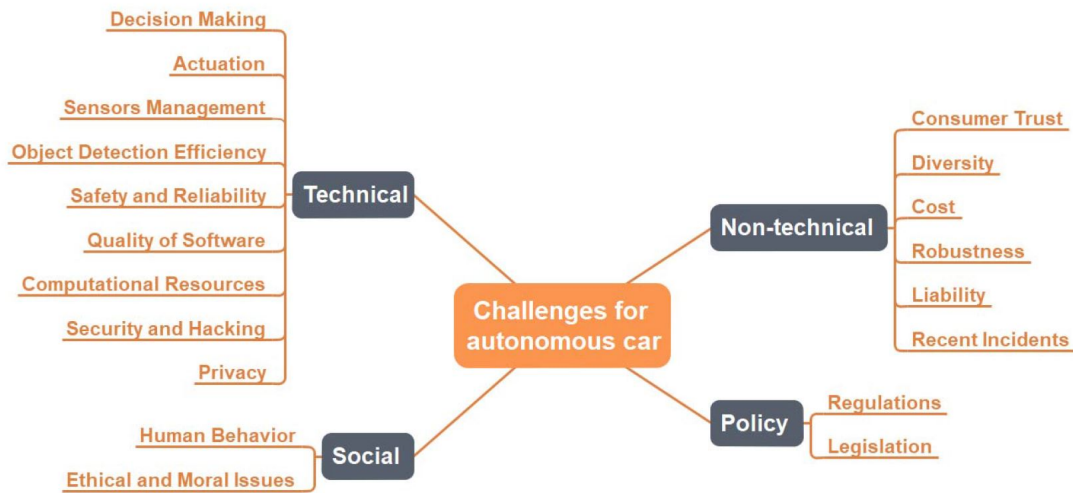 Challenges for
autonomous car
Technical
Decision Making
Actuation
Sensors Management
Object Detection Efficiency
Safety and Reliability
Quality of Software
Computational Resources
Security and Hacking
Privacy
Social
Human Behavior
Ethical and Moral Issues
Non-technical
Consumer Trust
Diversity
Cost
Robustness
Liability
Recent Incidents
Policy
Regulations
Legislation